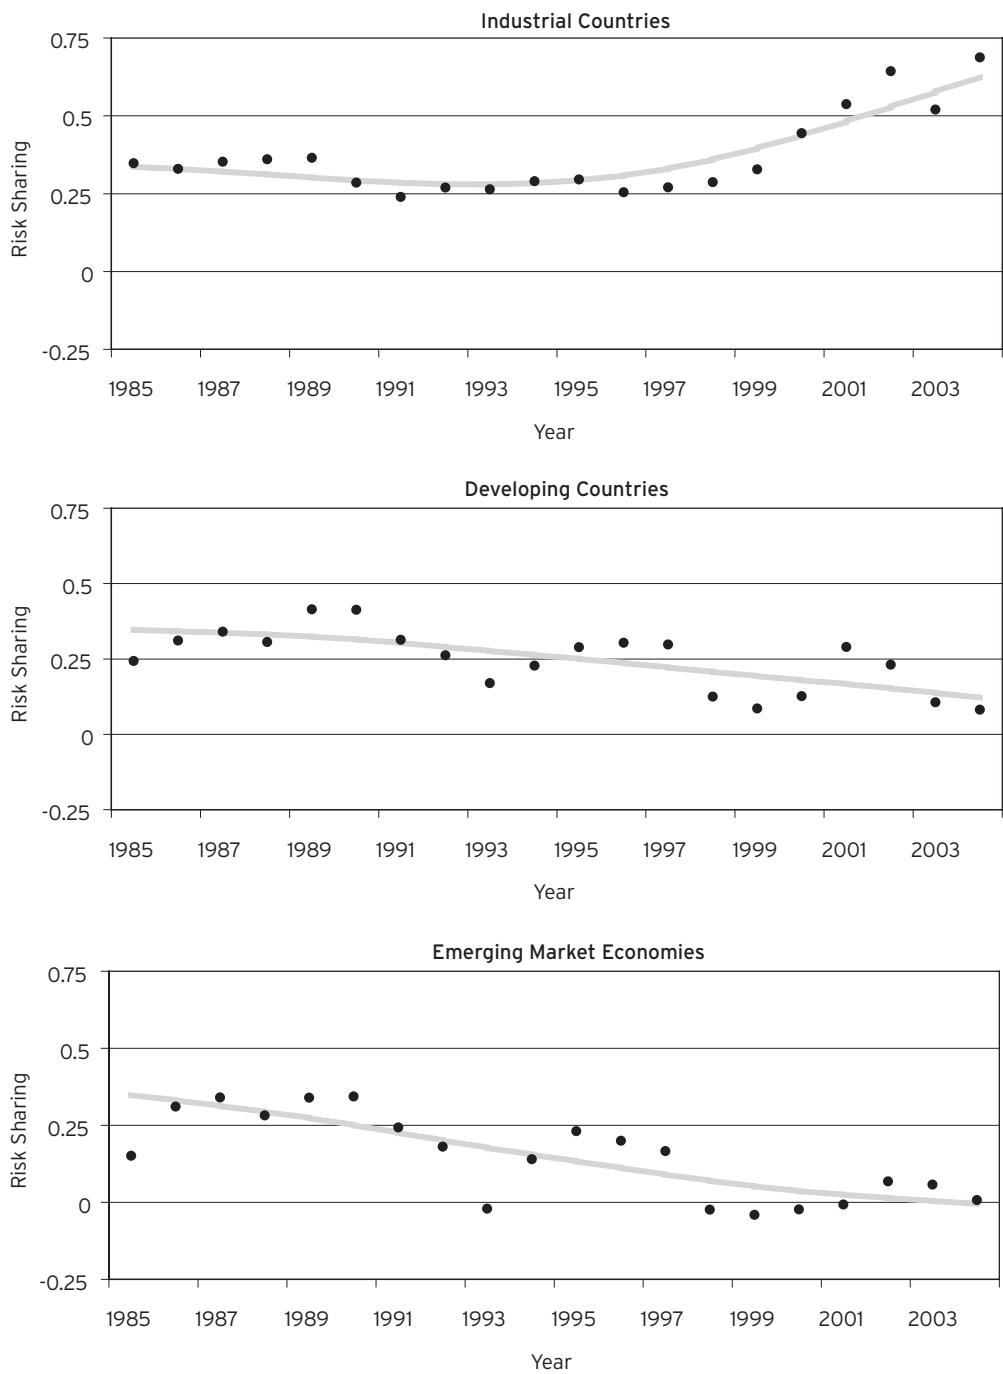 Industrial Countries
0.75
0.5
0.25
0
-0.25
Risk Sharing
1985 1987 1989 1991 1993 1995 1997 1999 2001 2003
Year
Developing Countries
0.75
0.5
0.25
0
-0.25
Risk Sharing
1985 1987 1989 1991 1993 1995 1997 1999 2001 2003
Year
Emerging Market Economies
0.75
0.5
0.25
0
-0.25
Risk Sharing
1985 1987 1989 1991 1993 1995 1997 1999 2001 2003
Year